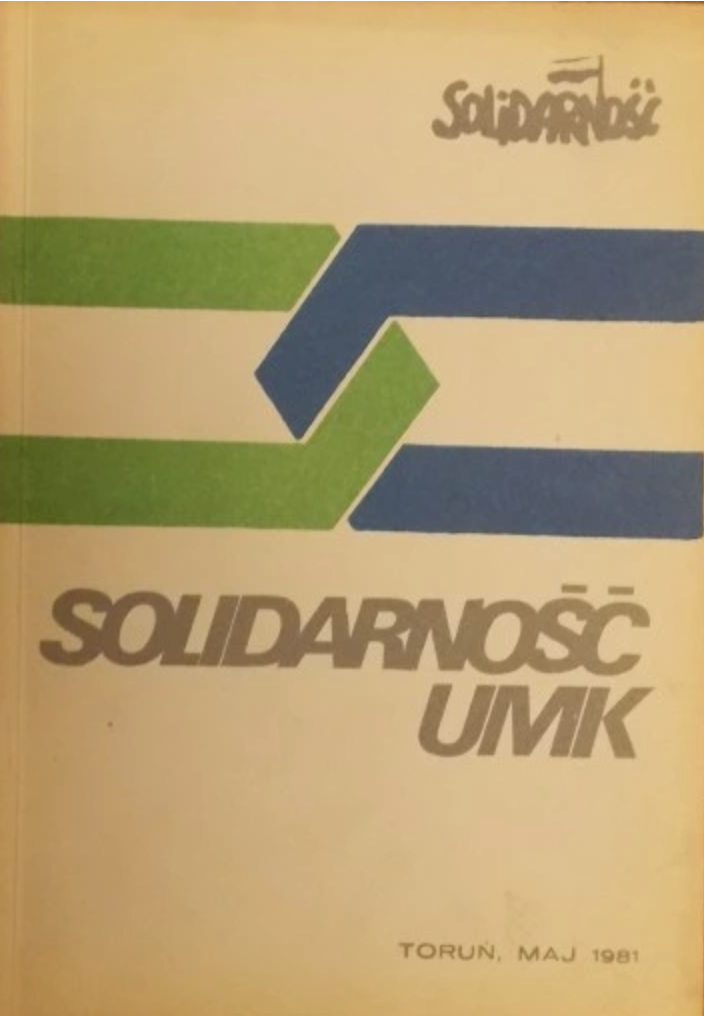 SOLIDARNOŚĆ
SOLIDARNOŚĆ
UMK
TORUŃ, MAJ 1981